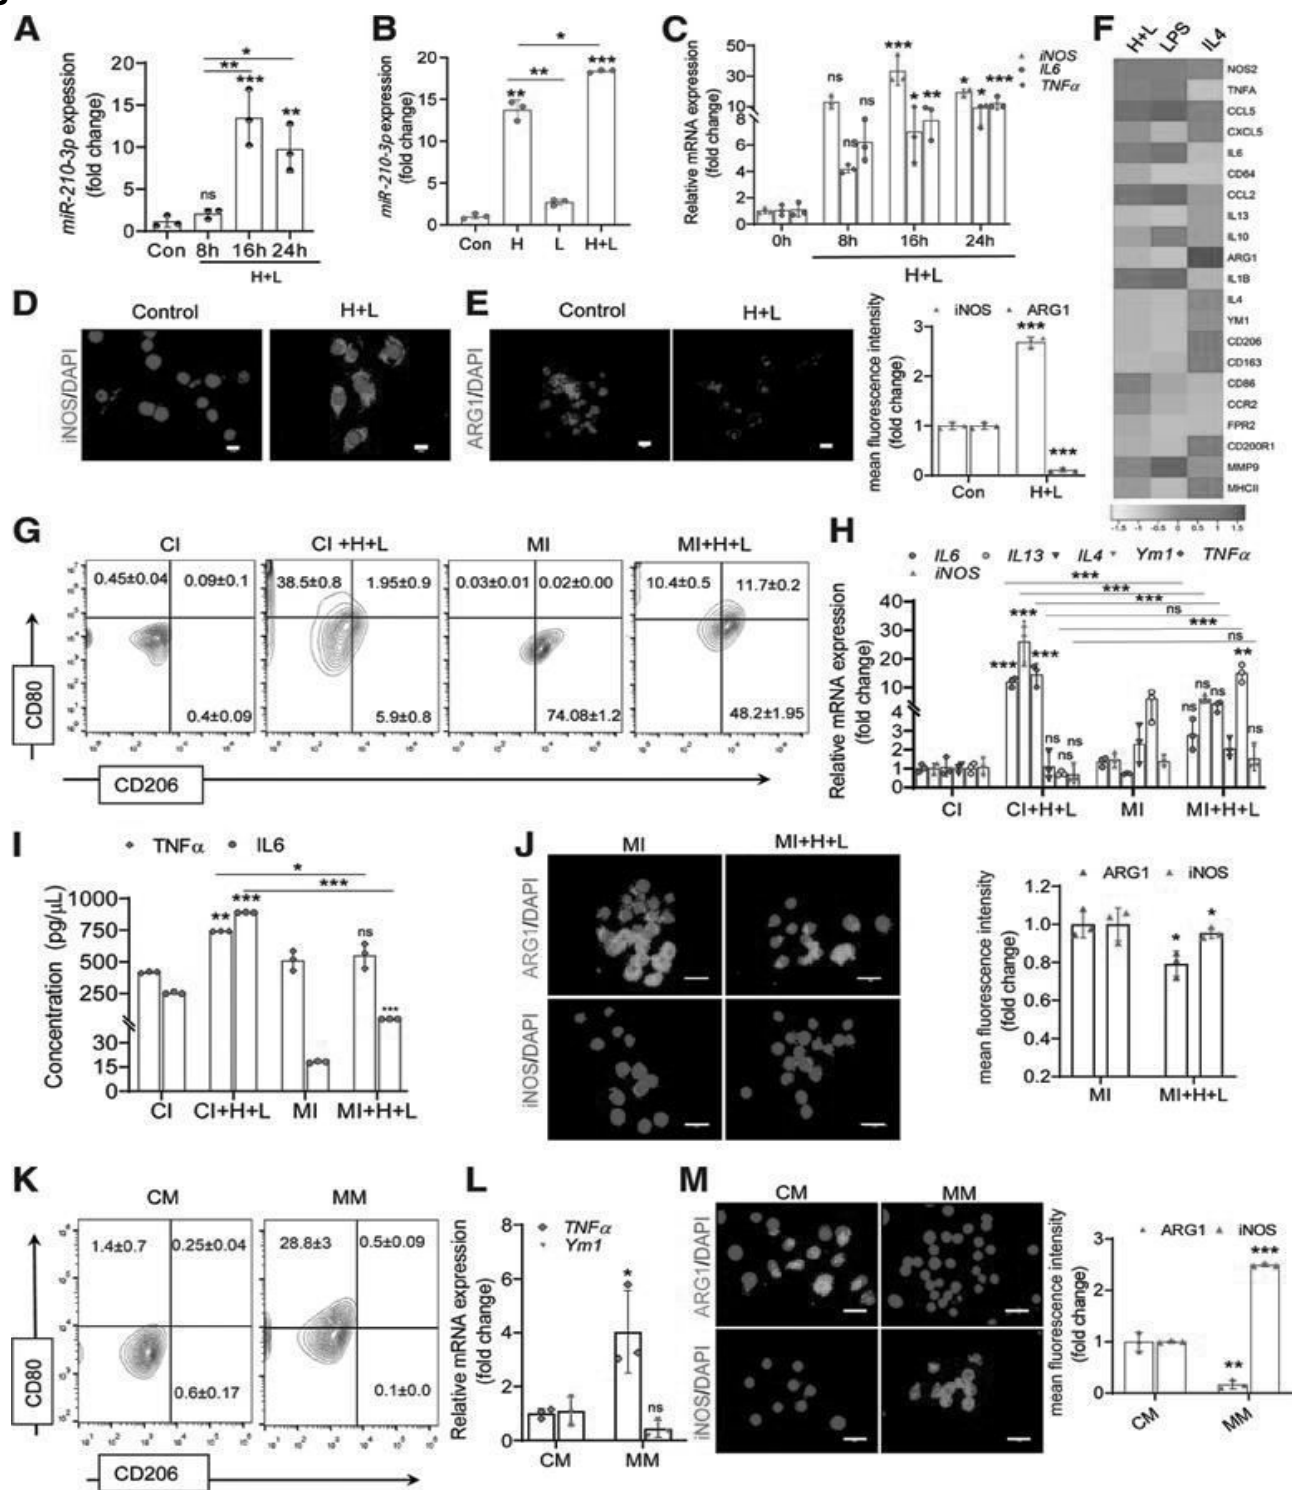 A
miR-210-3p expession
(fold change)
20
15
10
5
0
*
**
***
**
ns
Con 8h 16h 24h
H+L
B
miR-210-3p expression
(fold change)
20
15
10
5
0
*
**
**
***
Con H L H+L
C
Relative mRNA expression
(fold change)
50
30
10
8
6
4
2
0
iNOS
IL6
TNFα
ns
ns
ns
***
*
**
*
*
***
0h 8h 16h 24h
H+L
D
Control H+L
iNOS/DAPI
E
Control H+L
ARG1/DAPI
mean fluorescence intensity
(fold change)
iNOS ARG1
3
2
1
0
***
***
Con H+L
F
H+L LPS IL4
NOS2
TNFA
CCL5
CXCL5
IL6
CD64
CCL2
IL13
IL10
ARG1
IL1B
IL4
YM1
CD206
CD163
CD86
CCR2
FPR2
CD200R1
MMP9
MHCII
-1.5 -1 -0.5 0 0.5 1 1.5
G
CI CI +H+L MI MI+H+L
0.45±0.04 0.09±0.1
0.4±0.09
38.5±0.8 1.95±0.9
5.9±0.8
0.03±0.01 0.02±0.00
74.08±1.2
10.4±0.5 11.7±0.2
48.2±1.95
CD80
CD206
H
IL6 IL13 IL4 Ym1 TNFα
iNOS
Relative mRNA expression
(fold change)
40
30
20
10
4
3
2
1
0
***
***
***
ns
***
ns
***
***
***
ns
ns
ns
ns
ns
ns
**
ns
CI CI+H+L MI MI+H+L
I
TNFα IL6
Concentration (pg/μL)
1000
750
500
250
30
15
0
*
***
**
***
ns
***
CI CI+H+L MI MI+H+L
J
MI MI+H+L
ARG1/DAPI
iNOS/DAPI
mean fluorescence intensity
(fold change)
ARG1 iNOS
1.2
1.0
0.8
0.6
0.4
0.2
*
*
MI MI+H+L
K
CM MM
1.4±0.7 0.25±0.04
0.6±0.17
28.8±3 0.5±0.09
0.1±0.0
CD80
CD206
L
Relative mRNA expression
(fold change)
TNFα
Ym1
8
6
4
2
0
*
ns
CM MM
M
CM MM
ARG1/DAPI
iNOS/DAPI
mean fluorescence intensity
(fold change)
ARG1 iNOS
3
2
1
0
**
***
CM MM